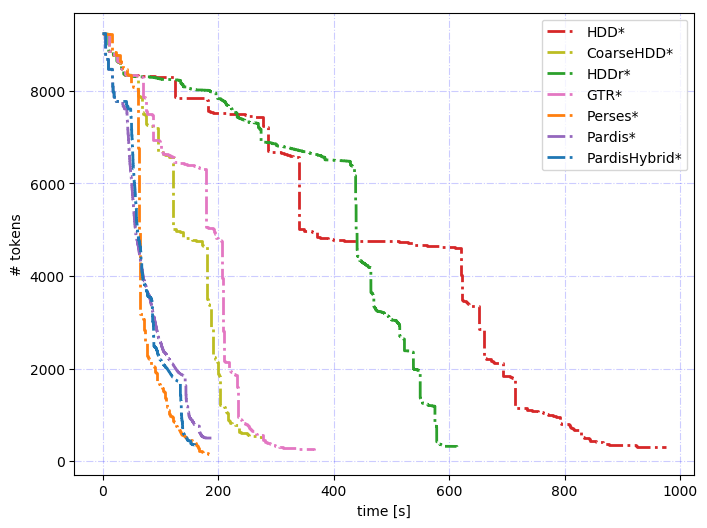 HDD*
CoarseHDD*
HDDr*
GTR*
Perses*
Pardis*
PardisHybrid*
# tokens
8000
6000
4000
2000
0
0 200 400 600 800 1000
time [s]